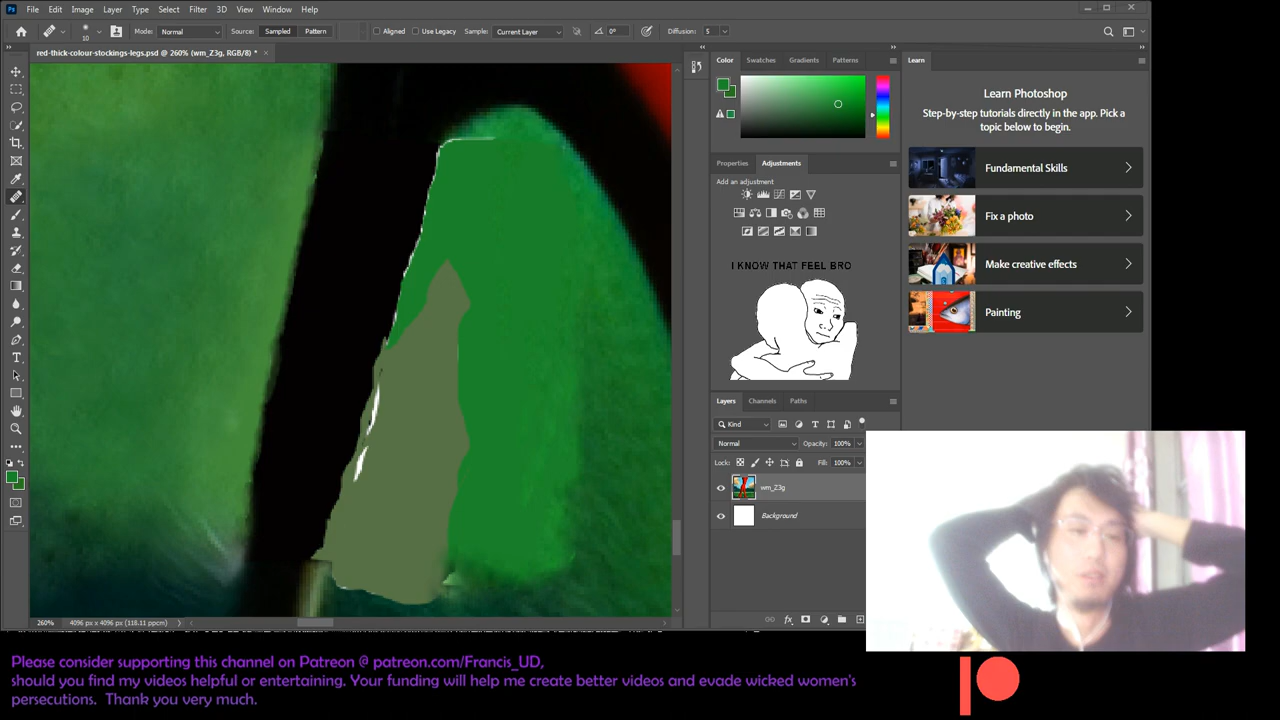 File Edit Image Layer Type Select Filter 3D View Window Help
10 Mode: Normal Source: Sampled Pattern Aligned Use Legacy Sample: Current Layer 0° Diffusion: 5
red-thick-colour-stockings-legs.psd @ 260% (wm_Z3g, RGB/8) * ×
Color Swatches Gradients Patterns
Learn
Learn Photoshop
Step-by-step tutorials directly in the app. Pick a
topic below to begin.
Fundamental Skills
Fix a photo
Make creative effects
Painting
Properties Adjustments
Add an adjustment
I KNOW THAT FEEL BRO
Layers Channels Paths
Kind
Normal Opacity: 100%
Lock: Fill: 100%
wm_Z3g
Background
fx
260% 4096 px x 4096 px (118.11 ppcm)
Please consider supporting this channel on Patreon @ patreon.com/Francis_UD,
should you find my videos helpful or entertaining. Your funding will help me create better videos and evade wicked women's
persecutions. Thank you very much.